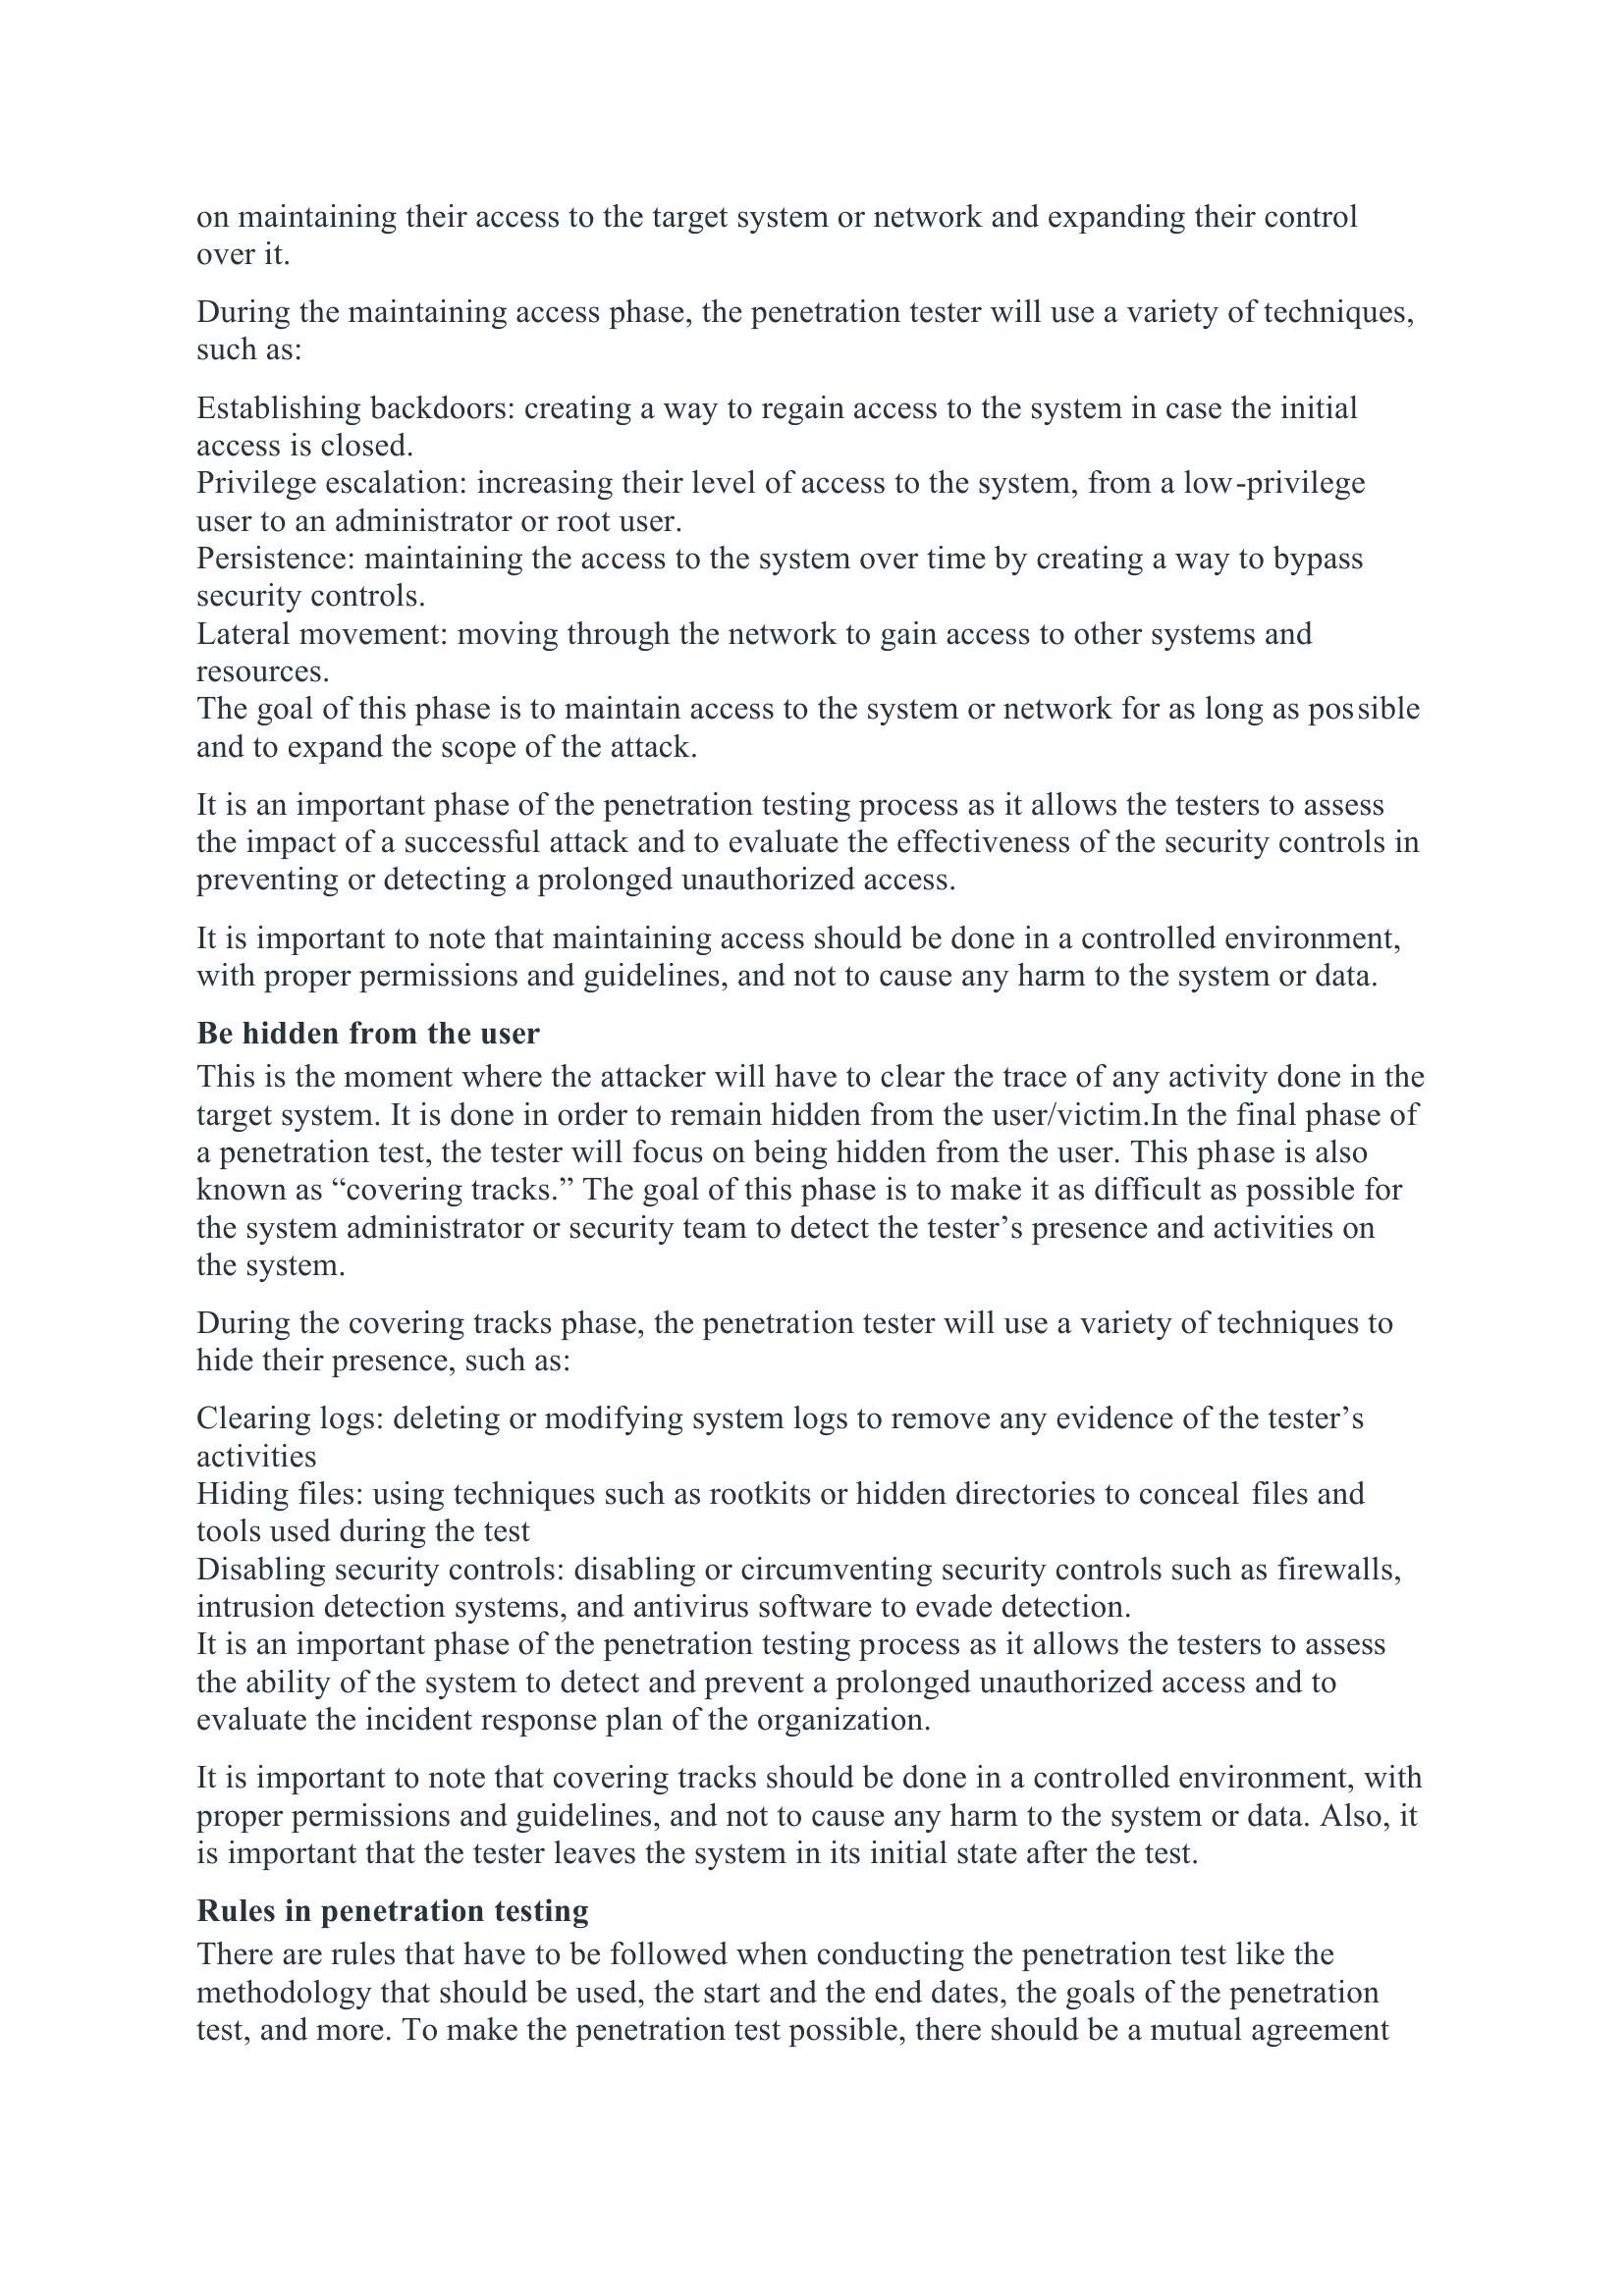 on maintaining their access to the target system or network and expanding their control
over it.
During the maintaining access phase, the penetration tester will use a variety of techniques,
such as:
Establishing backdoors: creating a way to regain access to the system in case the initial
access is closed.
Privilege escalation: increasing their level of access to the system, from a low-privilege
user to an administrator or root user.
Persistence: maintaining the access to the system over time by creating a way to bypass
security controls.
Lateral movement: moving through the network to gain access to other systems and
resources.
The goal of this phase is to maintain access to the system or network for as long as possible
and to expand the scope of the attack.
It is an important phase of the penetration testing process as it allows the testers to assess
the impact of a successful attack and to evaluate the effectiveness of the security controls in
preventing or detecting a prolonged unauthorized access.
It is important to note that maintaining access should be done in a controlled environment,
with proper permissions and guidelines, and not to cause any harm to the system or data.
Be hidden from the user
This is the moment where the attacker will have to clear the trace of any activity done in the
target system. It is done in order to remain hidden from the user/victim.In the final phase of
a penetration test, the tester will focus on being hidden from the user. This phase is also
known as “covering tracks.” The goal of this phase is to make it as difficult as possible for
the system administrator or security team to detect the tester’s presence and activities on
the system.
During the covering tracks phase, the penetration tester will use a variety of techniques to
hide their presence, such as:
Clearing logs: deleting or modifying system logs to remove any evidence of the tester’s
activities
Hiding files: using techniques such as rootkits or hidden directories to conceal files and
tools used during the test
Disabling security controls: disabling or circumventing security controls such as firewalls,
intrusion detection systems, and antivirus software to evade detection.
It is an important phase of the penetration testing process as it allows the testers to assess
the ability of the system to detect and prevent a prolonged unauthorized access and to
evaluate the incident response plan of the organization.
It is important to note that covering tracks should be done in a controlled environment, with
proper permissions and guidelines, and not to cause any harm to the system or data. Also, it
is important that the tester leaves the system in its initial state after the test.
Rules in penetration testing
There are rules that have to be followed when conducting the penetration test like the
methodology that should be used, the start and the end dates, the goals of the penetration
test, and more. To make the penetration test possible, there should be a mutual agreement